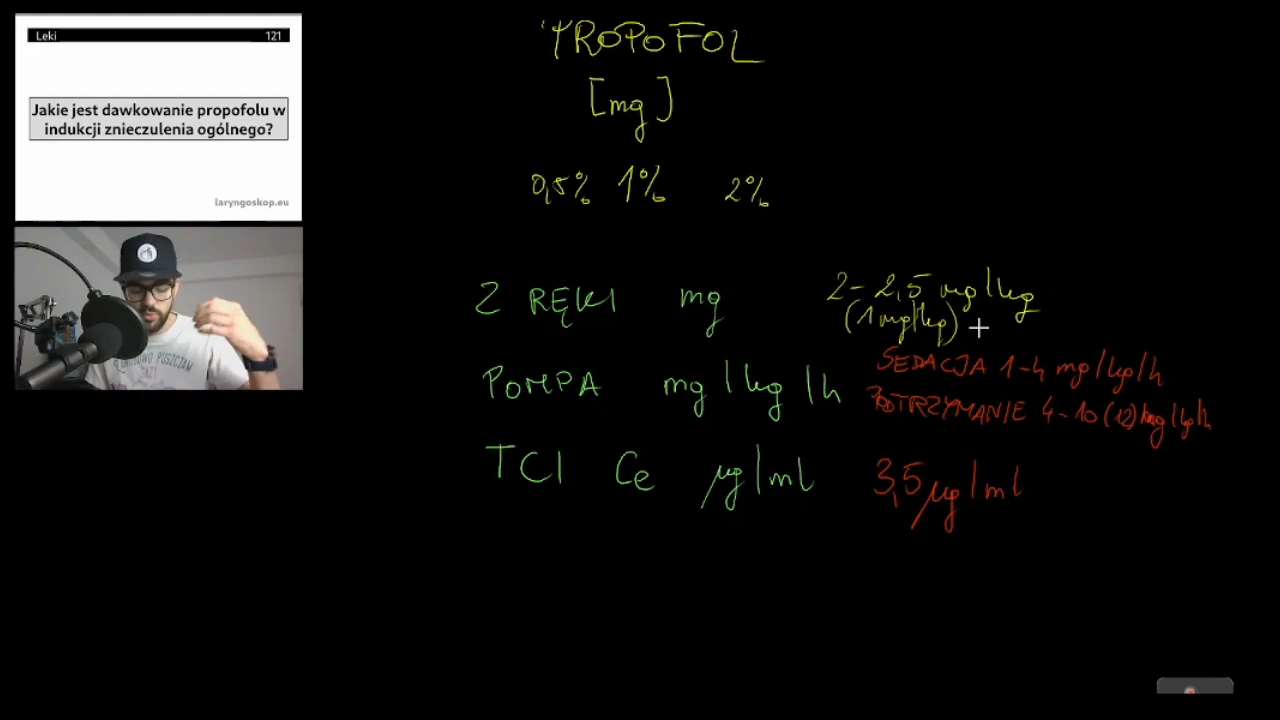 Leki 121
Jakie jest dawkowanie propofolu w
indukcji znieczulenia ogólnego?
laryngoskop.eu
PROPOFOL
[mg]
0,5% 1% 2%
Z RĘKI mg 2-2,5 mg/kg
(1mg/kg)
SEDACJA 1-4 mg/kg/h
POMPA mg/kg/h
PODTRZYMANIE 4-10(12)mg/kg/h
TCI Ce µg/ml 3,5µg/ml
PUSZCZAM